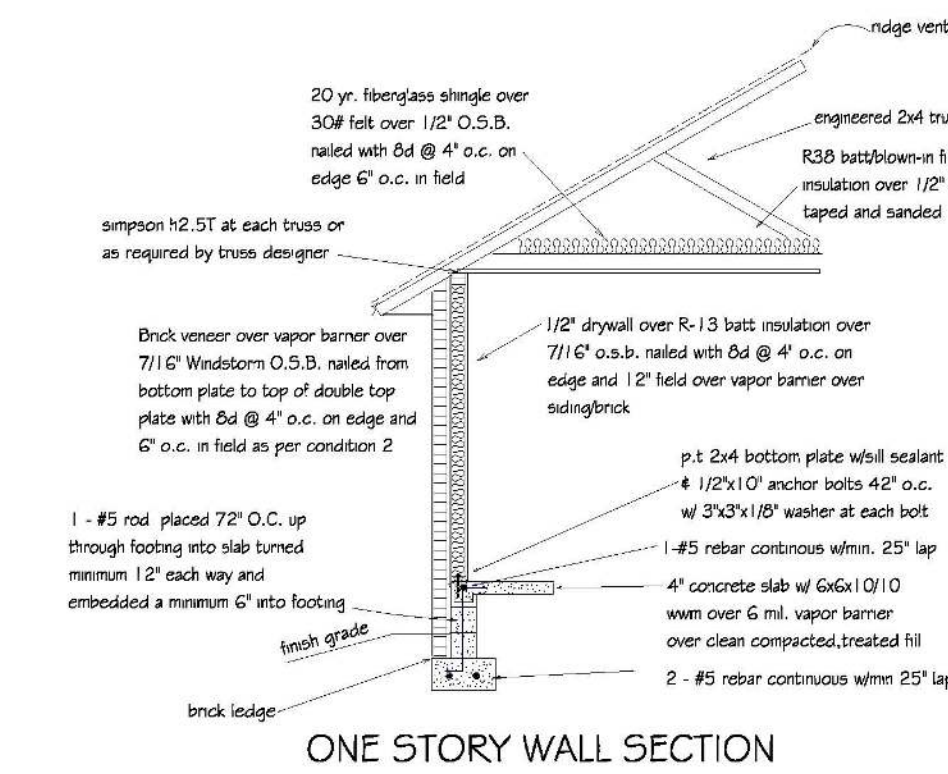 ridge vent
20 yr. fiberglass shingle over
30# felt over 1/2" O.S.B.
nailed with 8d @ 4" o.c. on
edge 6" o.c. in field
engineered 2x4 tru
R38 batt/blown-in fi
insulation over 1/2"
taped and sanded
simpson h2.5T at each truss or
as required by truss designer
Brick veneer over vapor barrier over
7/16" Windstorm O.S.B. nailed from
bottom plate to top of double top
plate with 8d @ 4" o.c. on edge and
6" o.c. in field as per condition 2
1/2" drywall over R-13 batt insulation over
7/16" o.s.b. nailed with 8d @ 4' o.c. on
edge and 12" field over vapor barrier over
siding/brick
p.t 2x4 bottom plate w/sill sealant
¢ 1/2"x10" anchor bolts 42" o.c.
w/ 3"x3"x1/8" washer at each bolt
1 - #5 rod placed 72" O.C. up
through footing into slab turned
minimum 12" each way and
embedded a minimum 6" into footing
1-#5 rebar continous w/min. 25" lap
4" concrete slab w/ 6x6x10/10
wwm over 6 mil. vapor barrier
over clean compacted,treated fill
finish grade
2 - #5 rebar continuous w/min 25" lap
brick ledge
ONE STORY WALL SECTION